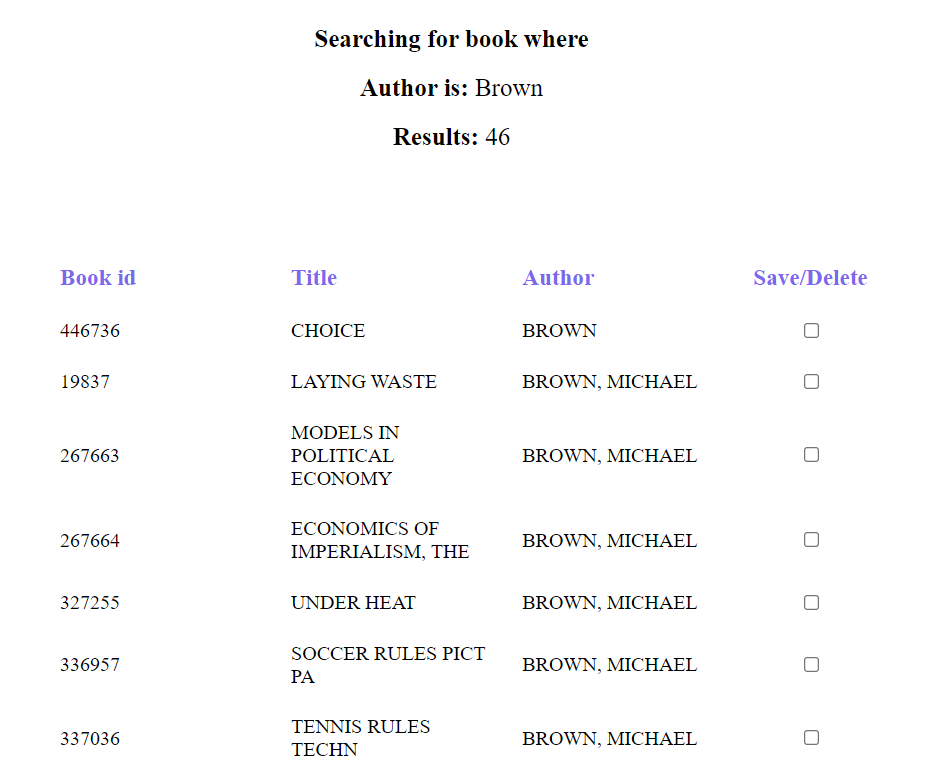 Searching for book where
Author is: Brown
Results: 46
Book id Title Author Save/Delete
446736 CHOICE BROWN
19837 LAYING WASTE BROWN, MICHAEL
MODELS IN
267663 POLITICAL BROWN, MICHAEL
ECONOMY
267664 ECONOMICS OF BROWN, MICHAEL
IMPERIALISM, THE
327255 UNDER HEAT BROWN, MICHAEL
336957 SOCCER RULES PICT BROWN, MICHAEL
PA
337036 TENNIS RULES BROWN, MICHAEL
TECHN